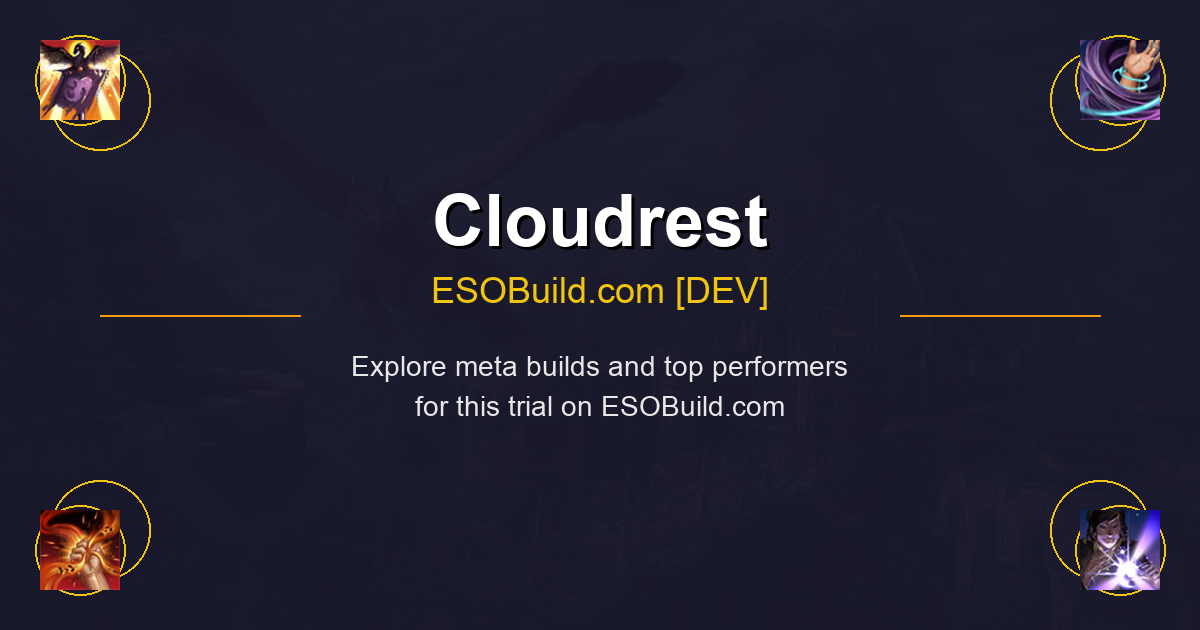 Cloudrest
ESOBuild.com [DEV]
Explore meta builds and top performers
for this trial on ESOBuild.com